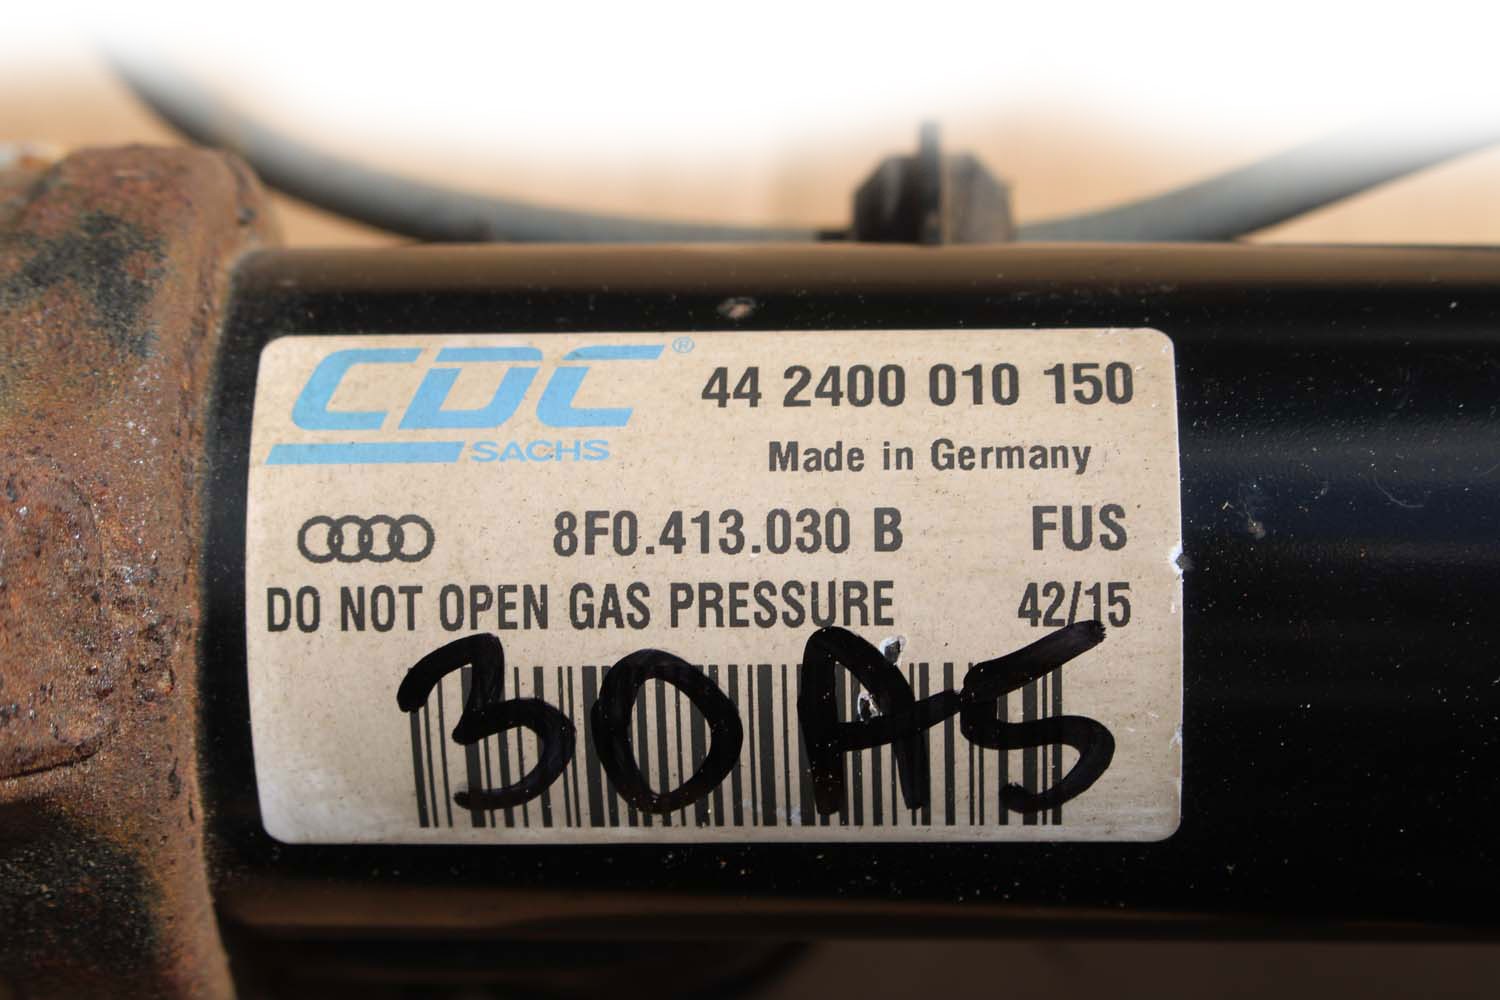 CDC® 44 2400 010 150
SACHS
Made in Germany
8F0.413.030 B FUS
DO NOT OPEN GAS PRESSURE 42/15
30A5